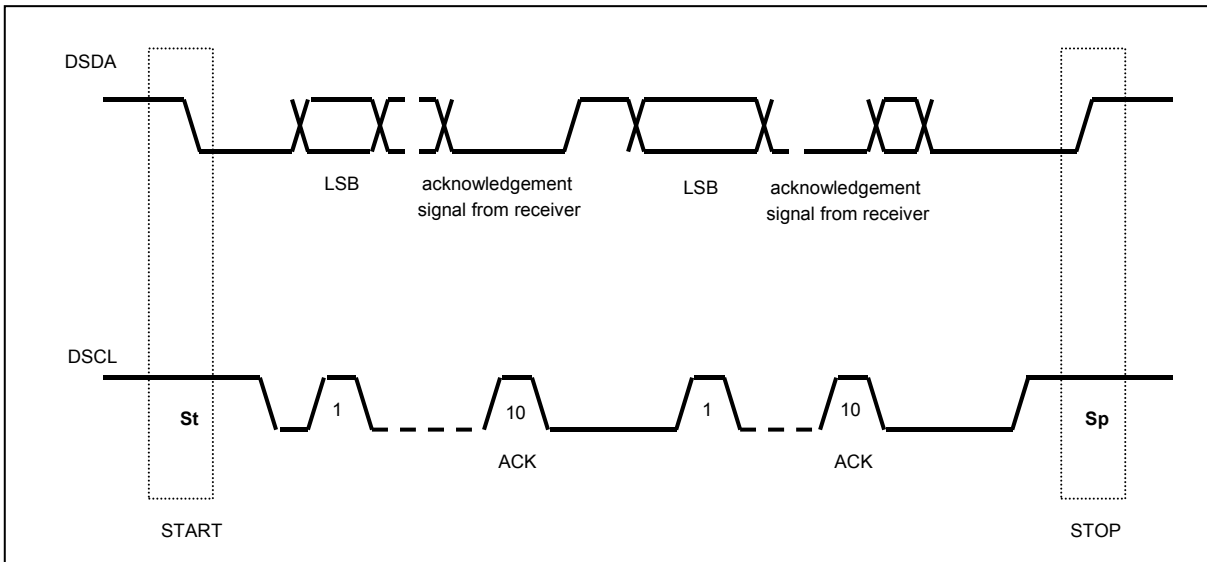 DSDA
LSB
acknowledgement
signal from receiver
LSB
acknowledgement
signal from receiver
DSCL
St
1
10
1
10
Sp
ACK
ACK
START
STOP